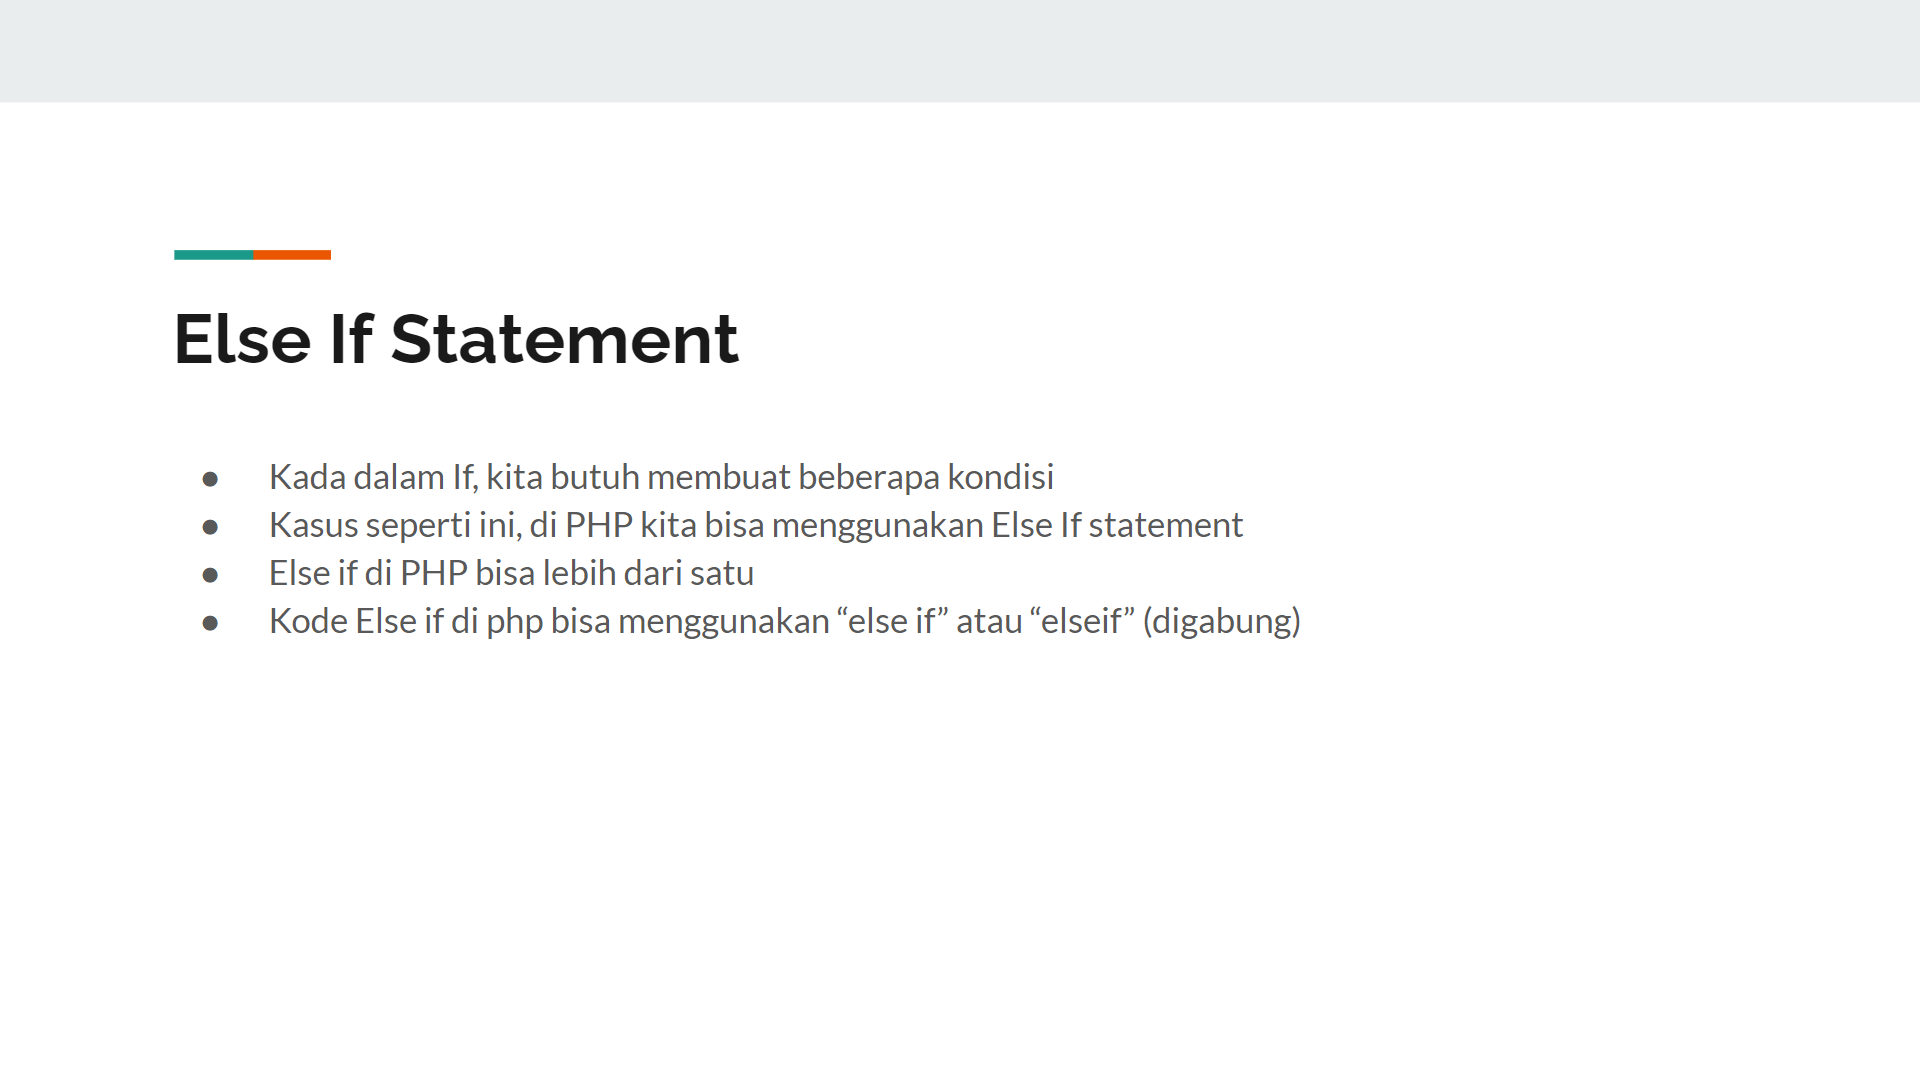 Else If Statement
● Kada dalam If, kita butuh membuat beberapa kondisi
● Kasus seperti ini, di PHP kita bisa menggunakan Else If statement
● Else if di PHP bisa lebih dari satu
● Kode Else if di php bisa menggunakan “else if” atau “elseif” (digabung)